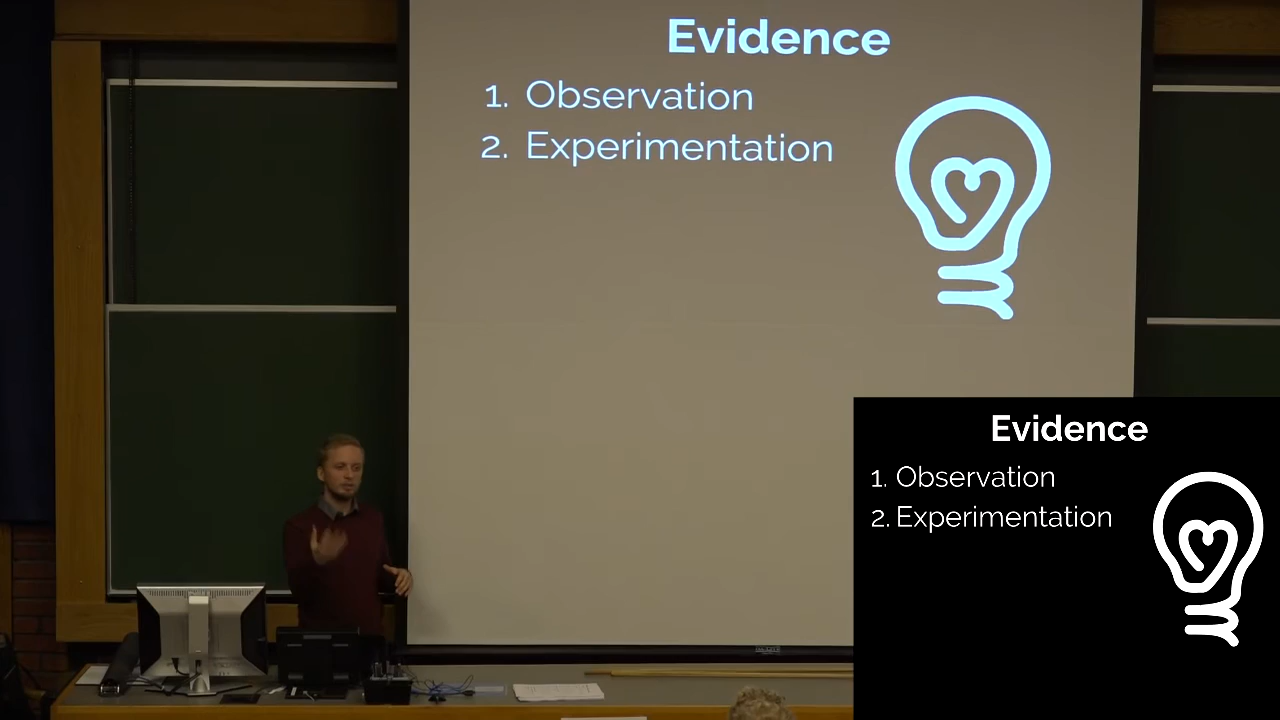 Evidence
1. Observation
2. Experimentation
Evidence
1. Observation
2. Experimentation